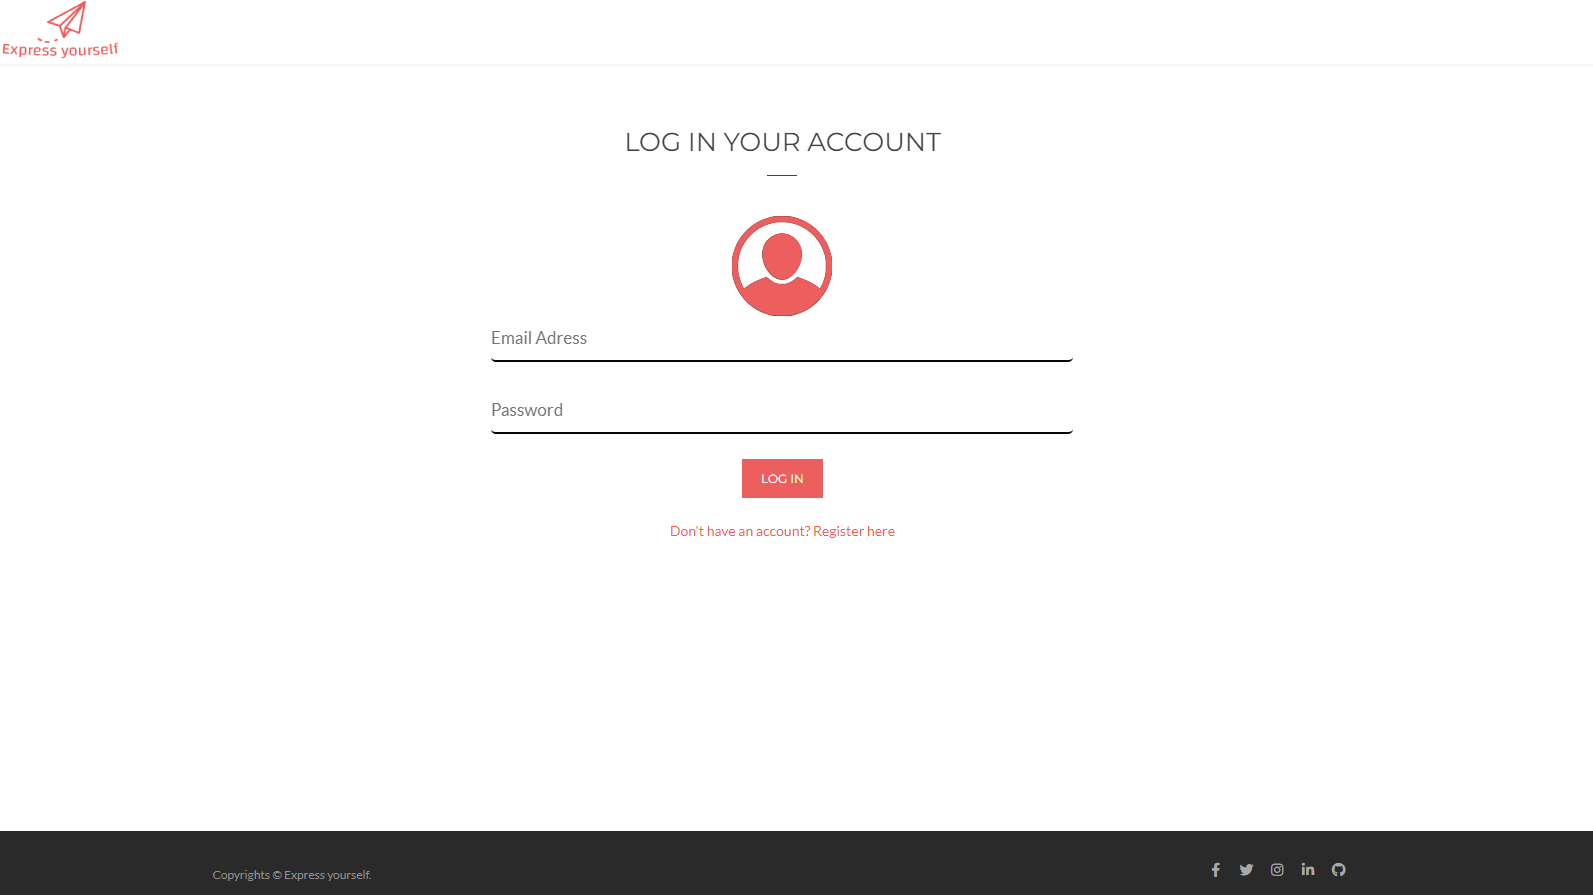 Express yourself
LOG IN YOUR ACCOUNT
Email Adress
Password
LOG IN
Don't have an account? Register here
Copyrights © Express yourself.